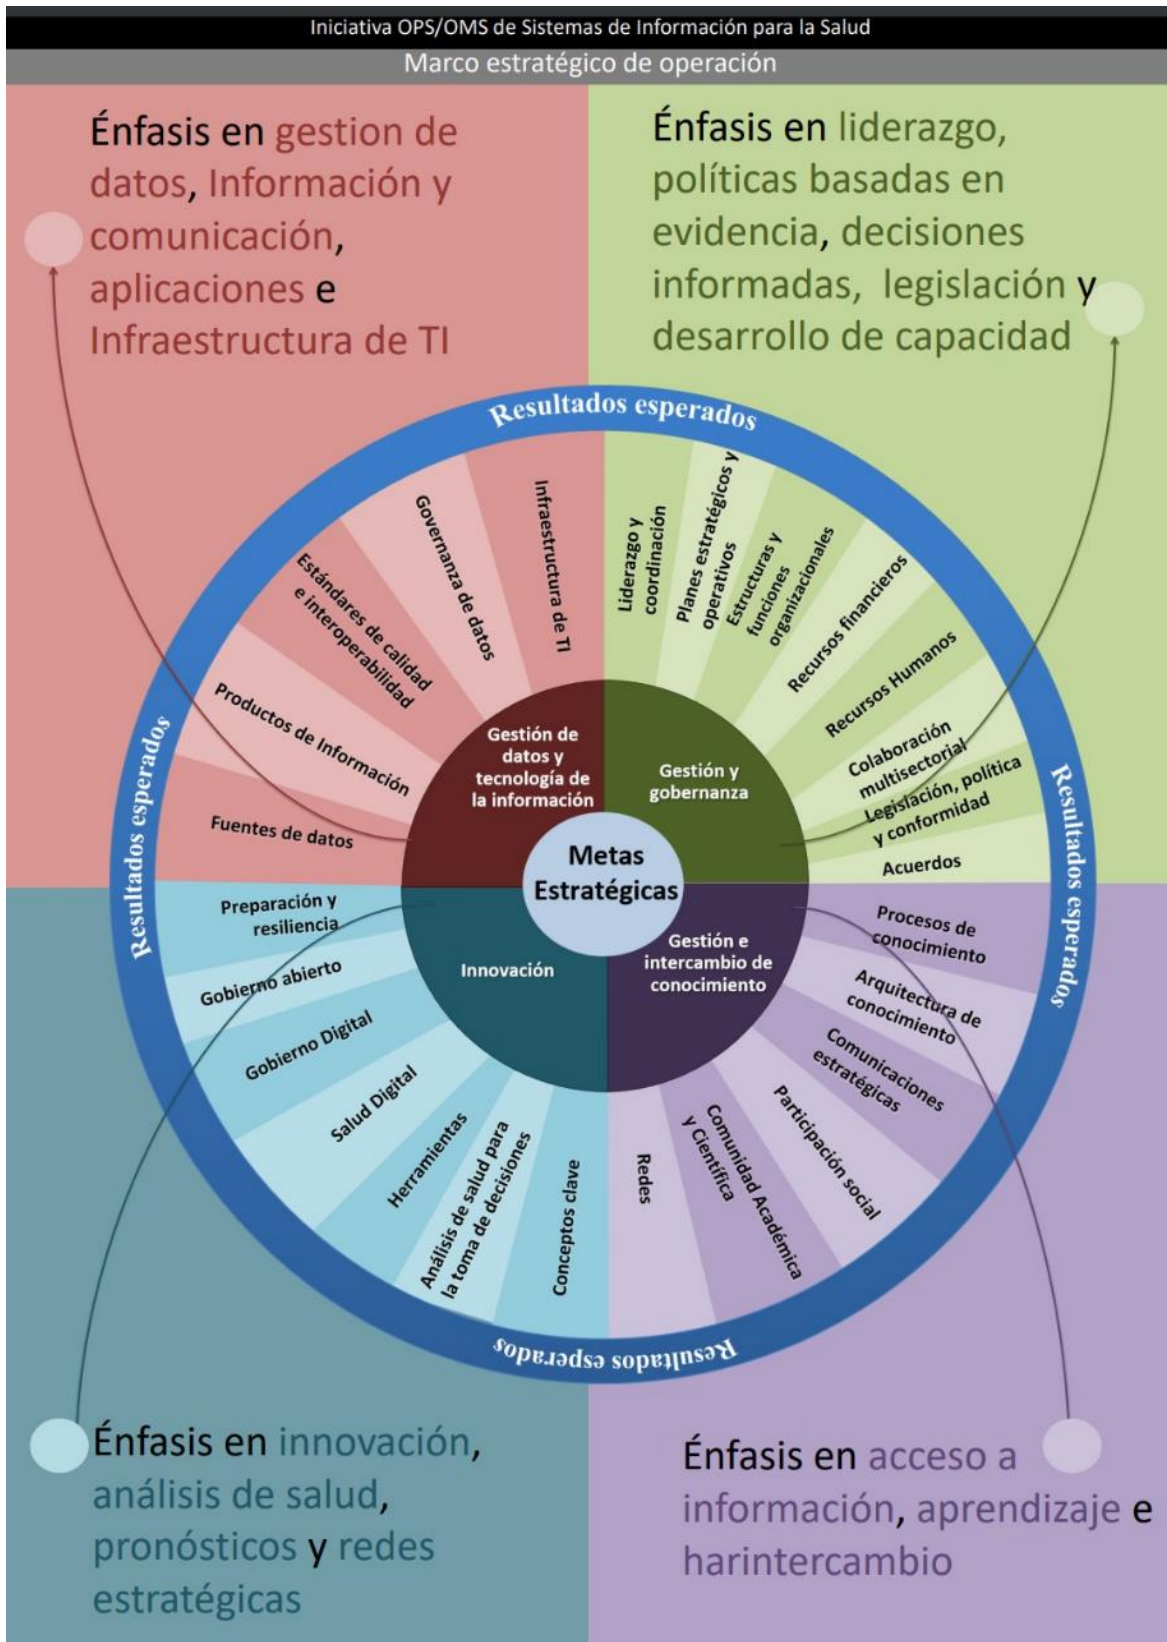 Iniciativa OPS/OMS de Sistemas de Información para la Salud
Marco estratégico de operación
Énfasis en gestion de
datos, Información y
comunicación,
aplicaciones e
Infraestructura de TI
Énfasis en liderazgo,
políticas basadas en
evidencia, decisiones
informadas, legislación y
desarrollo de capacidad
Resultados esperados
Resultados esperados
Resultados esperados
Resultados esperados
Fuentes de datos
Productos de Información
Estándares de calidad
e interoperabilidad
Governanza de datos
Infraestructura de TI
Liderazgo y
coordinación
Planes estratégicos y
operativos
Estructuras y
funciones
organizacionales
Recursos financieros
Recursos Humanos
Colaboración
multisectorial
Legislación, política
y conformidad
Acuerdos
Gestión de
datos y
tecnología de
la información
Gestión y
gobernanza
Metas
Estratégicas
Innovación
Gestión e
intercambio de
conocimiento
Procesos de
conocimiento
Arquitectura de
conocimiento
Comunicaciones
estratégicas
Participación social
Comunidad Académica
y Científica
Redes
Conceptos clave
Análisis de salud para
la toma de decisiones
Herramientas
Salud Digital
Gobierno Digital
Gobierno abierto
Preparación y
resiliencia
Énfasis en innovación,
análisis de salud,
pronósticos y redes
estratégicas
Énfasis en acceso a
información, aprendizaje e
harintercambio